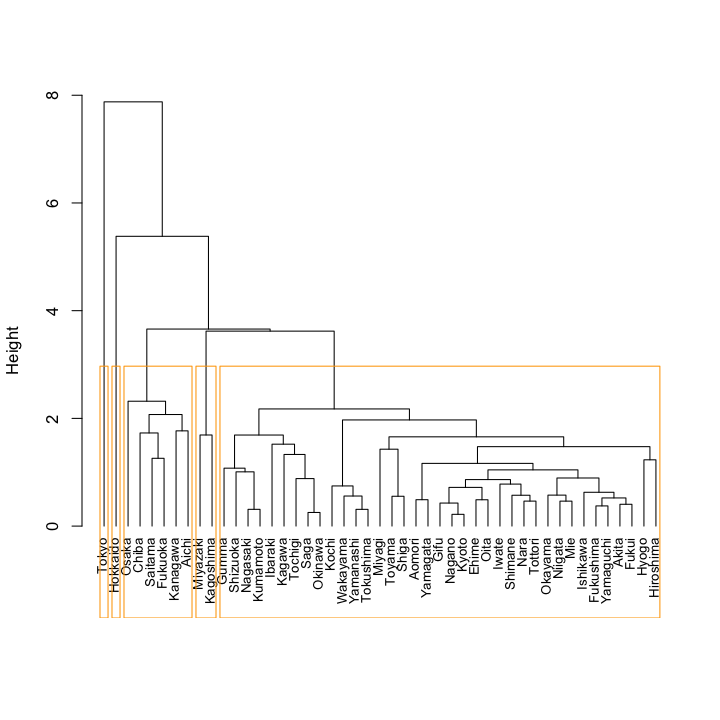 Height
8
6
4
2
0
Tokyo
Hokkaido
Osaka
Chiba
Saitama
Fukuoka
Kanagawa
Aichi
Miyazaki
Kagoshima
Gumma
Shizuoka
Nagasaki
Kumamoto
Ibaraki
Kagawa
Tochigi
Saga
Okinawa
Kochi
Wakayama
Yamanashi
Tokushima
Miyagi
Toyama
Shiga
Aomori
Yamagata
Gifu
Nagano
Kyoto
Ehime
Oita
Iwate
Shimane
Nara
Tottori
Okayama
Niigata
Mie
Ishikawa
Fukushima
Yamaguchi
Akita
Fukui
Hyogo
Hiroshima